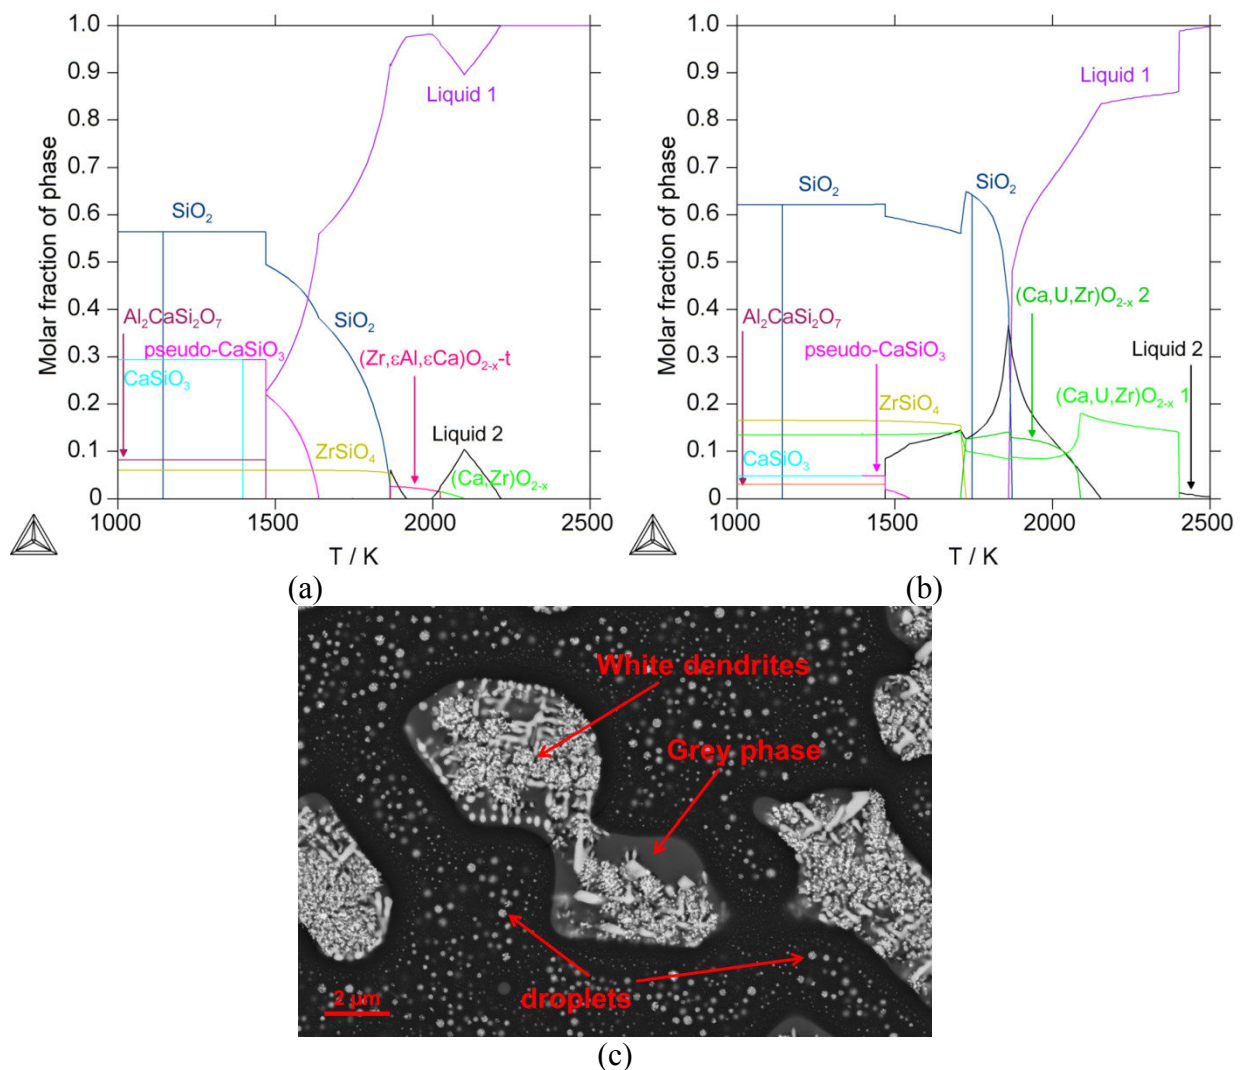 (a)
(b)
1.0
0.9
0.8
0.7
0.6
0.5
0.4
0.3
0.2
0.1
0
Molar fraction of phase
Liquid 1
SiO₂
Al₂CaSi₂O₇
pseudo-CaSiO₃
CaSiO₃
SiO₂
(Zr,εAl,εCa)O₂₋ₓ-t
ZrSiO₄
Liquid 2
(Ca,Zr)O₂₋ₓ
1000
1500
2000
2500
T / K
(a)
1.0
0.9
0.8
0.7
0.6
0.5
0.4
0.3
0.2
0.1
0
Molar fraction of phase
Liquid 1
SiO₂
SiO₂
(Ca,U,Zr)O₂₋ₓ 2
Al₂CaSi₂O₇
pseudo-CaSiO₃
Liquid 2
ZrSiO₄
(Ca,U,Zr)O₂₋ₓ 1
CaSiO₃
1000
1500
2000
2500
T / K
(b)
White dendrites
Grey phase
droplets
2 µm
(c)